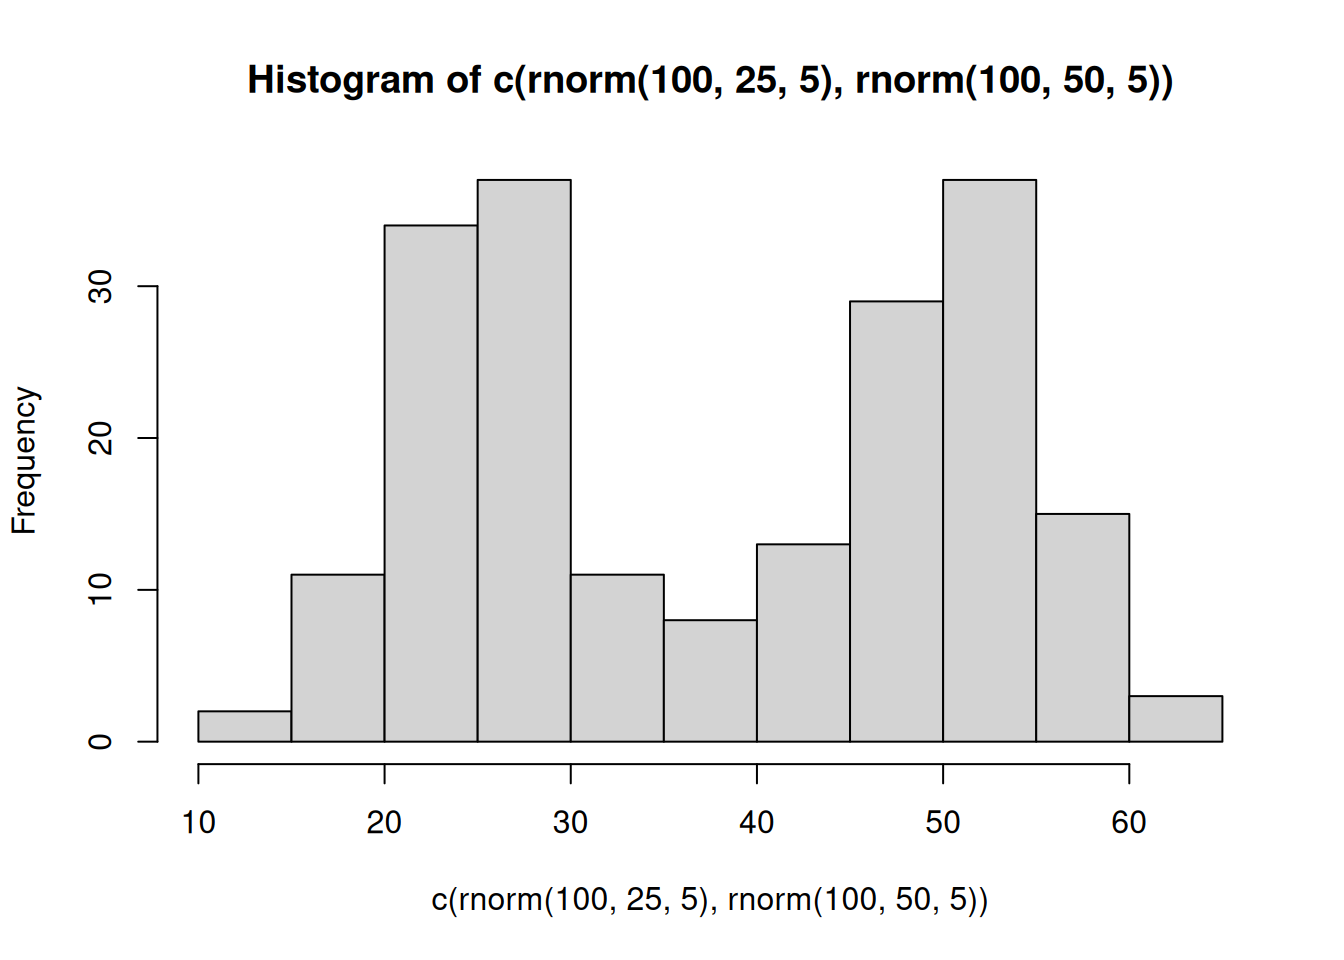 Histogram of c(rnorm(100, 25, 5), rnorm(100, 50, 5))
Frequency
30
20
10
0
10 20 30 40 50 60
c(rnorm(100, 25, 5), rnorm(100, 50, 5))